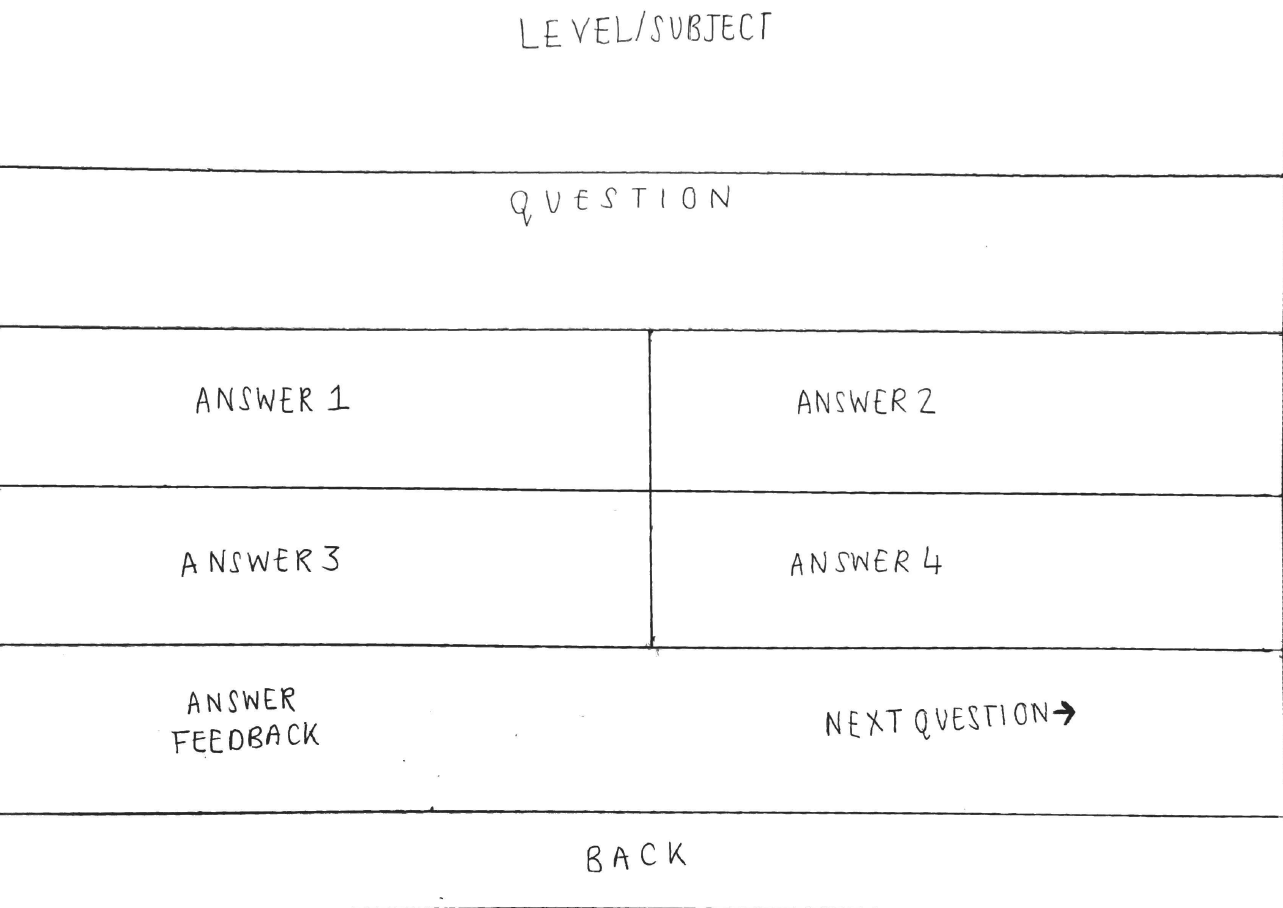 LEVEL/SUBJECT
QUESTION
ANSWER 1
ANSWER 2
ANSWER 3
ANSWER 4
ANSWER
FEEDBACK
NEXT QUESTION→
BACK